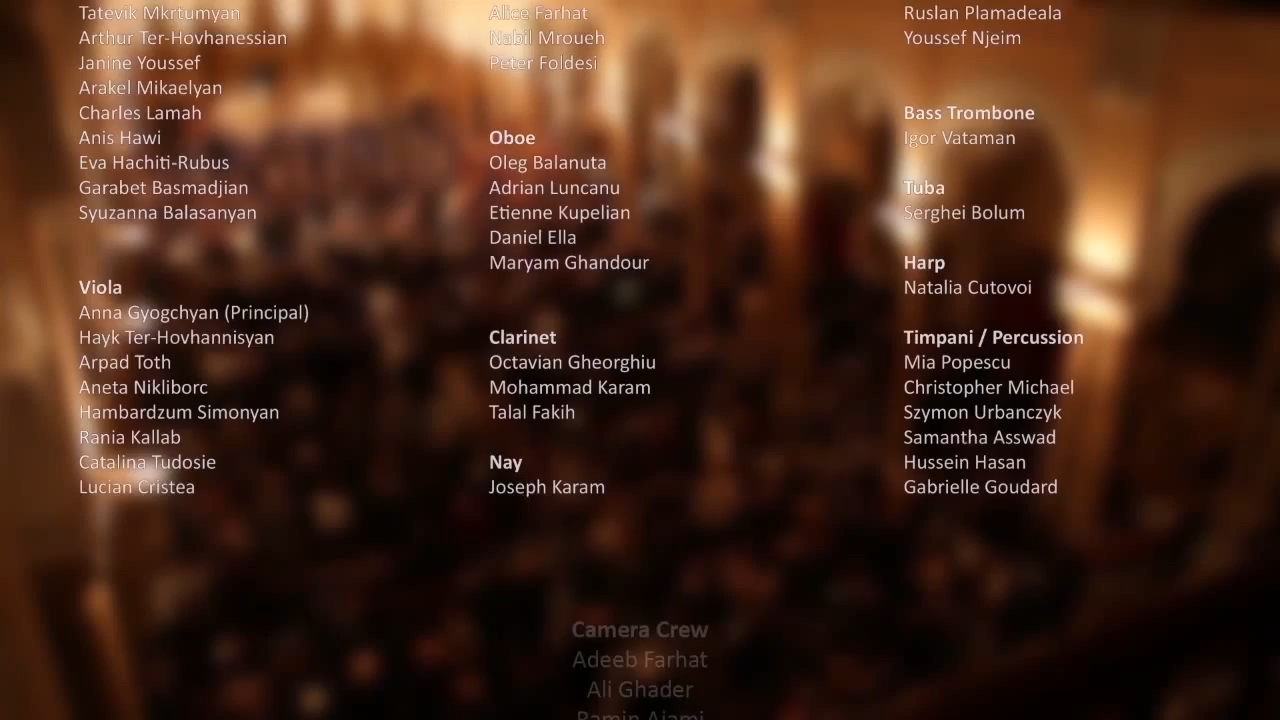 Tatevik Mkrtumyan
Arthur Ter-Hovhanessian
Janine Youssef
Arakel Mikaelyan
Charles Lamah
Anis Hawi
Eva Hachiti-Rubus
Garabet Basmadjian
Syuzanna Balasanyan
Viola
Anna Gyogchyan (Principal)
Hayk Ter-Hovhannisyan
Arpad Toth
Aneta Nikliborc
Hambardzum Simonyan
Rania Kallab
Catalina Tudosie
Lucian Cristea
Alice Farhat
Nabil Mroueh
Peter Foldesi
Oboe
Oleg Balanuta
Adrian Luncanu
Etienne Kupelian
Daniel Ella
Maryam Ghandour
Clarinet
Octavian Gheorghiu
Mohammad Karam
Talal Fakih
Nay
Joseph Karam
Ruslan Plamadeala
Youssef Njeim
Bass Trombone
Igor Vataman
Tuba
Serghei Bolum
Harp
Natalia Cutovoi
Timpani / Percussion
Mia Popescu
Christopher Michael
Szymon Urbanczyk
Samantha Asswad
Hussein Hasan
Gabrielle Goudard
Camera Crew
Adeeb Farhat
Ali Ghader
Ramin Ajami